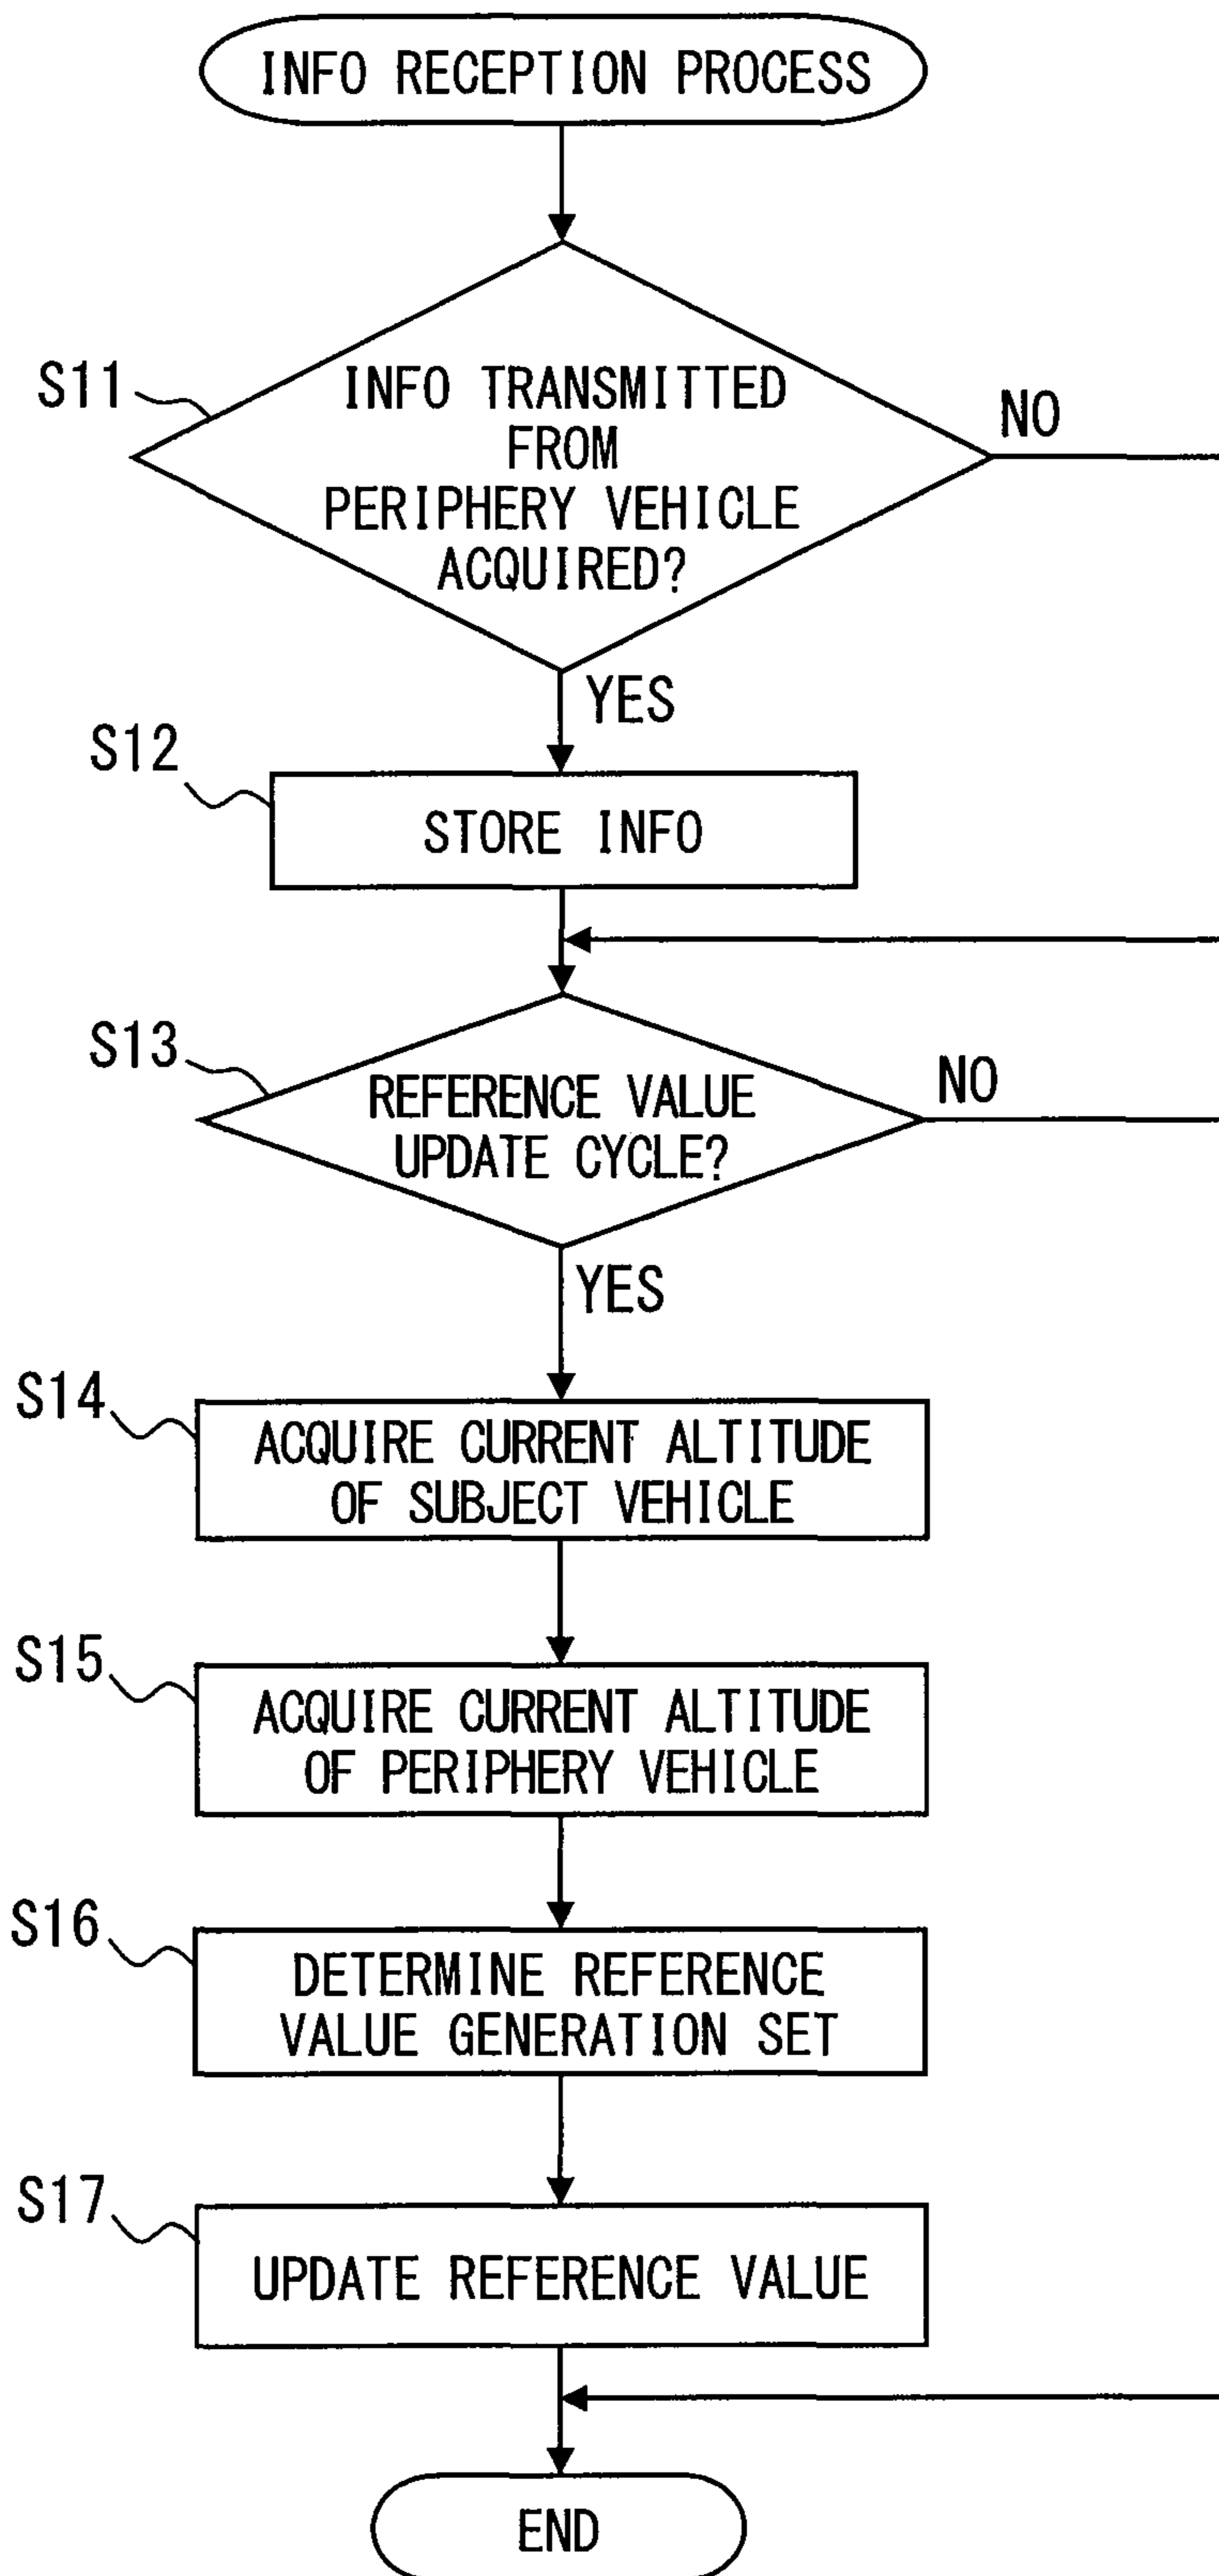 INFO RECEPTION PROCESS
S11
INFO TRANSMITTED
FROM
PERIPHERY VEHICLE
ACQUIRED?
NO
YES
S12
STORE INFO
S13
REFERENCE VALUE
UPDATE CYCLE?
NO
YES
S14
ACQUIRE CURRENT ALTITUDE
OF SUBJECT VEHICLE
S15
ACQUIRE CURRENT ALTITUDE
OF PERIPHERY VEHICLE
S16
DETERMINE REFERENCE
VALUE GENERATION SET
S17
UPDATE REFERENCE VALUE
END